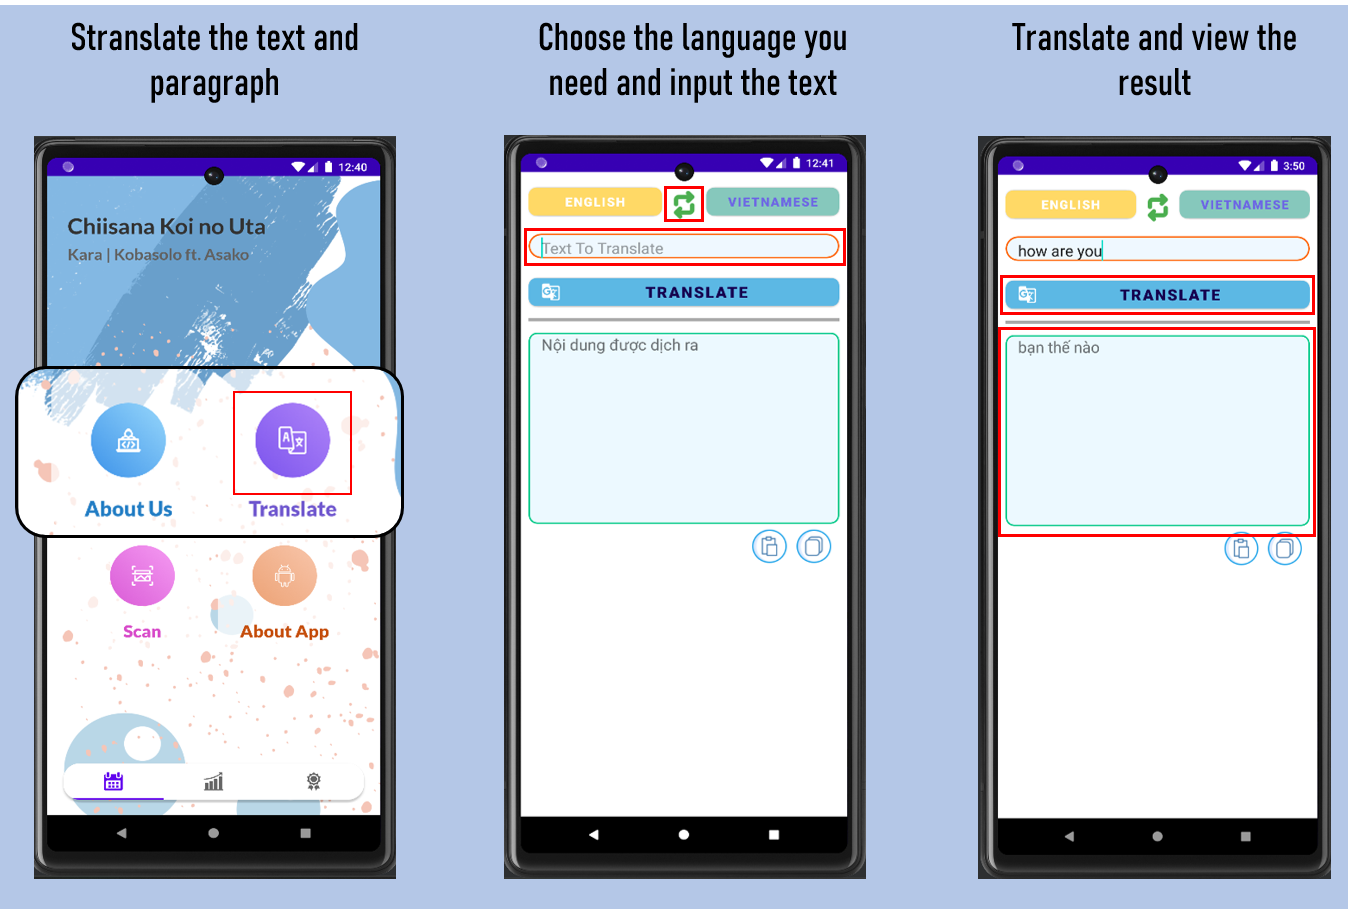 Stranslate the text and
paragraph
12:40
Chiisana Koi no Uta
Kara | Kobasolo ft. Asako
About Us
Translate
Scan
About App
Choose the language you
need and input the text
12:41
ENGLISH
VIETNAMESE
Text To Translate
TRANSLATE
Nội dung được dịch ra
Translate and view the
result
3:50
ENGLISH
VIETNAMESE
how are you
TRANSLATE
bạn thế nào